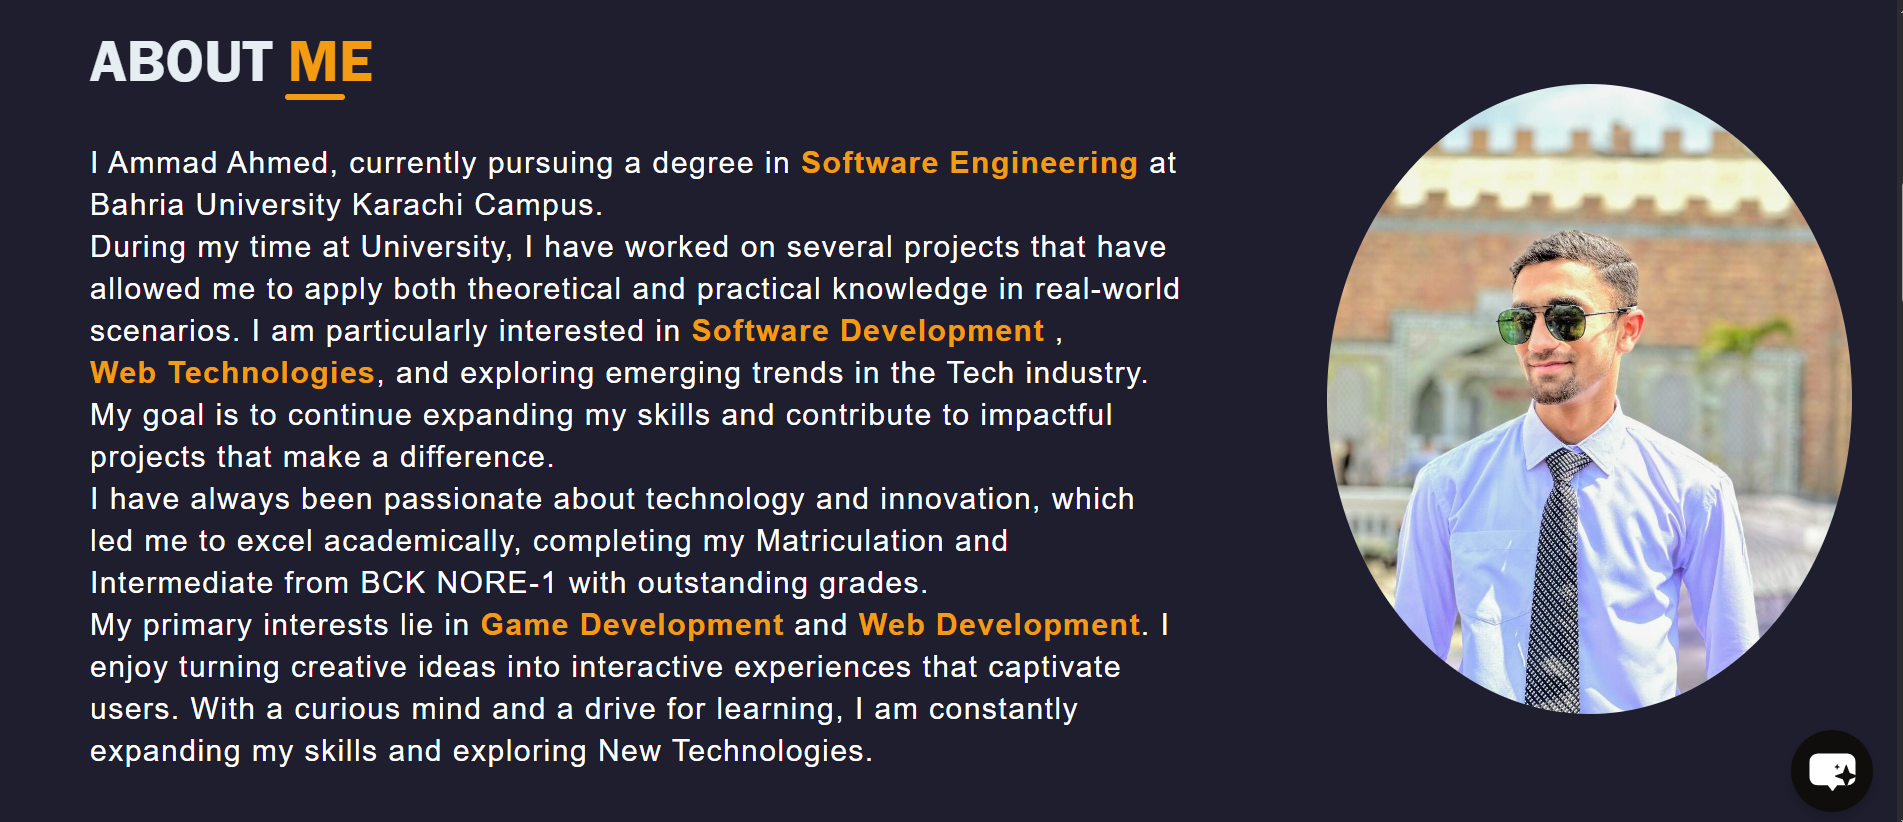 ABOUT ME
I Ammad Ahmed, currently pursuing a degree in Software Engineering at
Bahria University Karachi Campus.
During my time at University, I have worked on several projects that have
allowed me to apply both theoretical and practical knowledge in real-world
scenarios. I am particularly interested in Software Development ,
Web Technologies, and exploring emerging trends in the Tech industry.
My goal is to continue expanding my skills and contribute to impactful
projects that make a difference.
I have always been passionate about technology and innovation, which
led me to excel academically, completing my Matriculation and
Intermediate from BCK NORE-1 with outstanding grades.
My primary interests lie in Game Development and Web Development. I
enjoy turning creative ideas into interactive experiences that captivate
users. With a curious mind and a drive for learning, I am constantly
expanding my skills and exploring New Technologies.